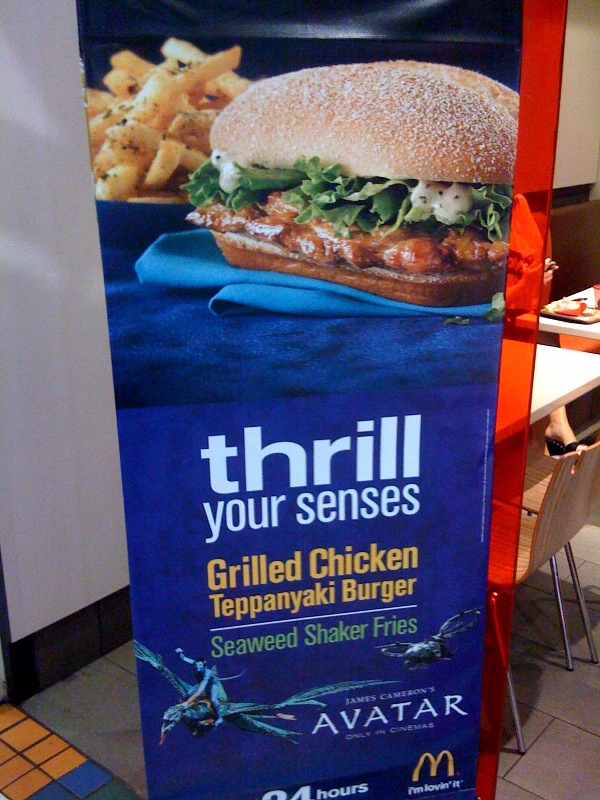 thrill
your senses
Grilled Chicken
Teppanyaki Burger
Seaweed Shaker Fries
JAMES CAMERON'S
AVATAR
ONLY IN CINEMAS
i'm lovin' it
24 hours